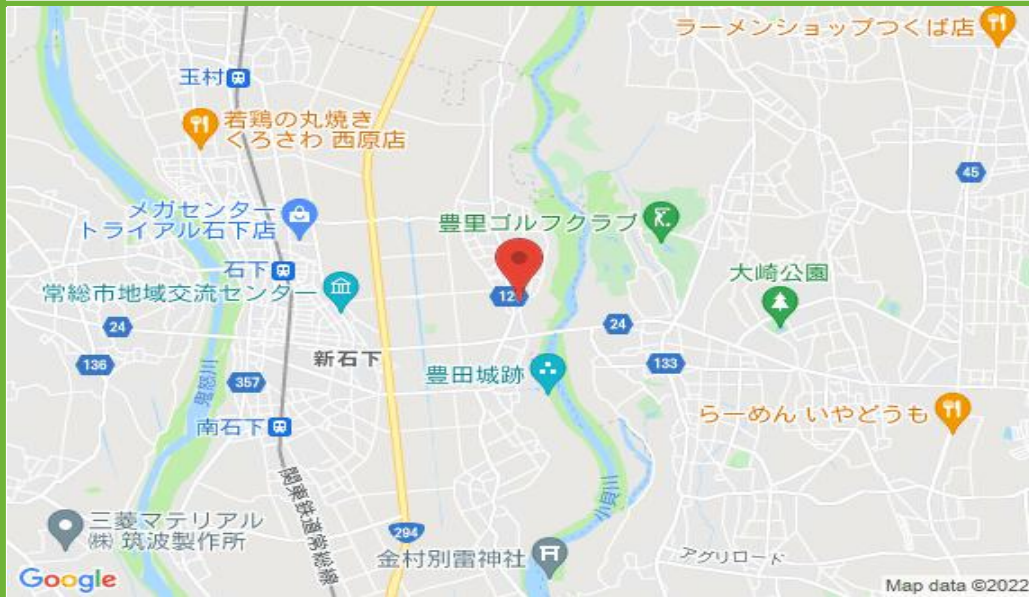 ラーメンショップつくば店
玉村
若鶏の丸焼き
くろさわ 西原店
45
メガセンター
トライアル石下店
豊里ゴルフクラブ
石下
大崎公園
常総市地域交流センター
24
24
136
新石下
133
357
豊田城跡
鬼怒川
らーめん いやどうも
南石下
関東鉄道常総線
小貝川
三菱マテリアル
㈱ 筑波製作所
294
金村別雷神社
アグリロード
Google
Map data ©2022